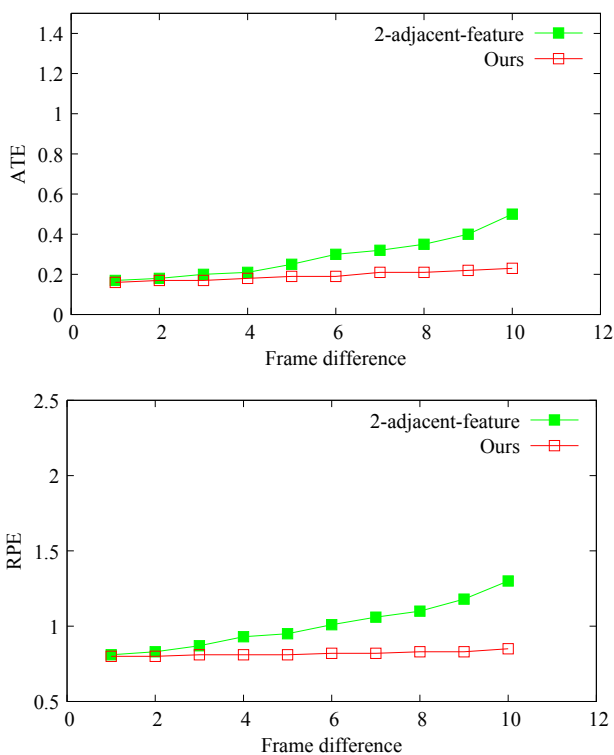 1.4
1.2
1
0.8
0.6
0.4
0.2
0
ATE
2-adjacent-feature
Ours
0 2 4 6 8 10 12
Frame difference
2.5
2
1.5
1
0.5
RPE
2-adjacent-feature
Ours
0 2 4 6 8 10 12
Frame difference